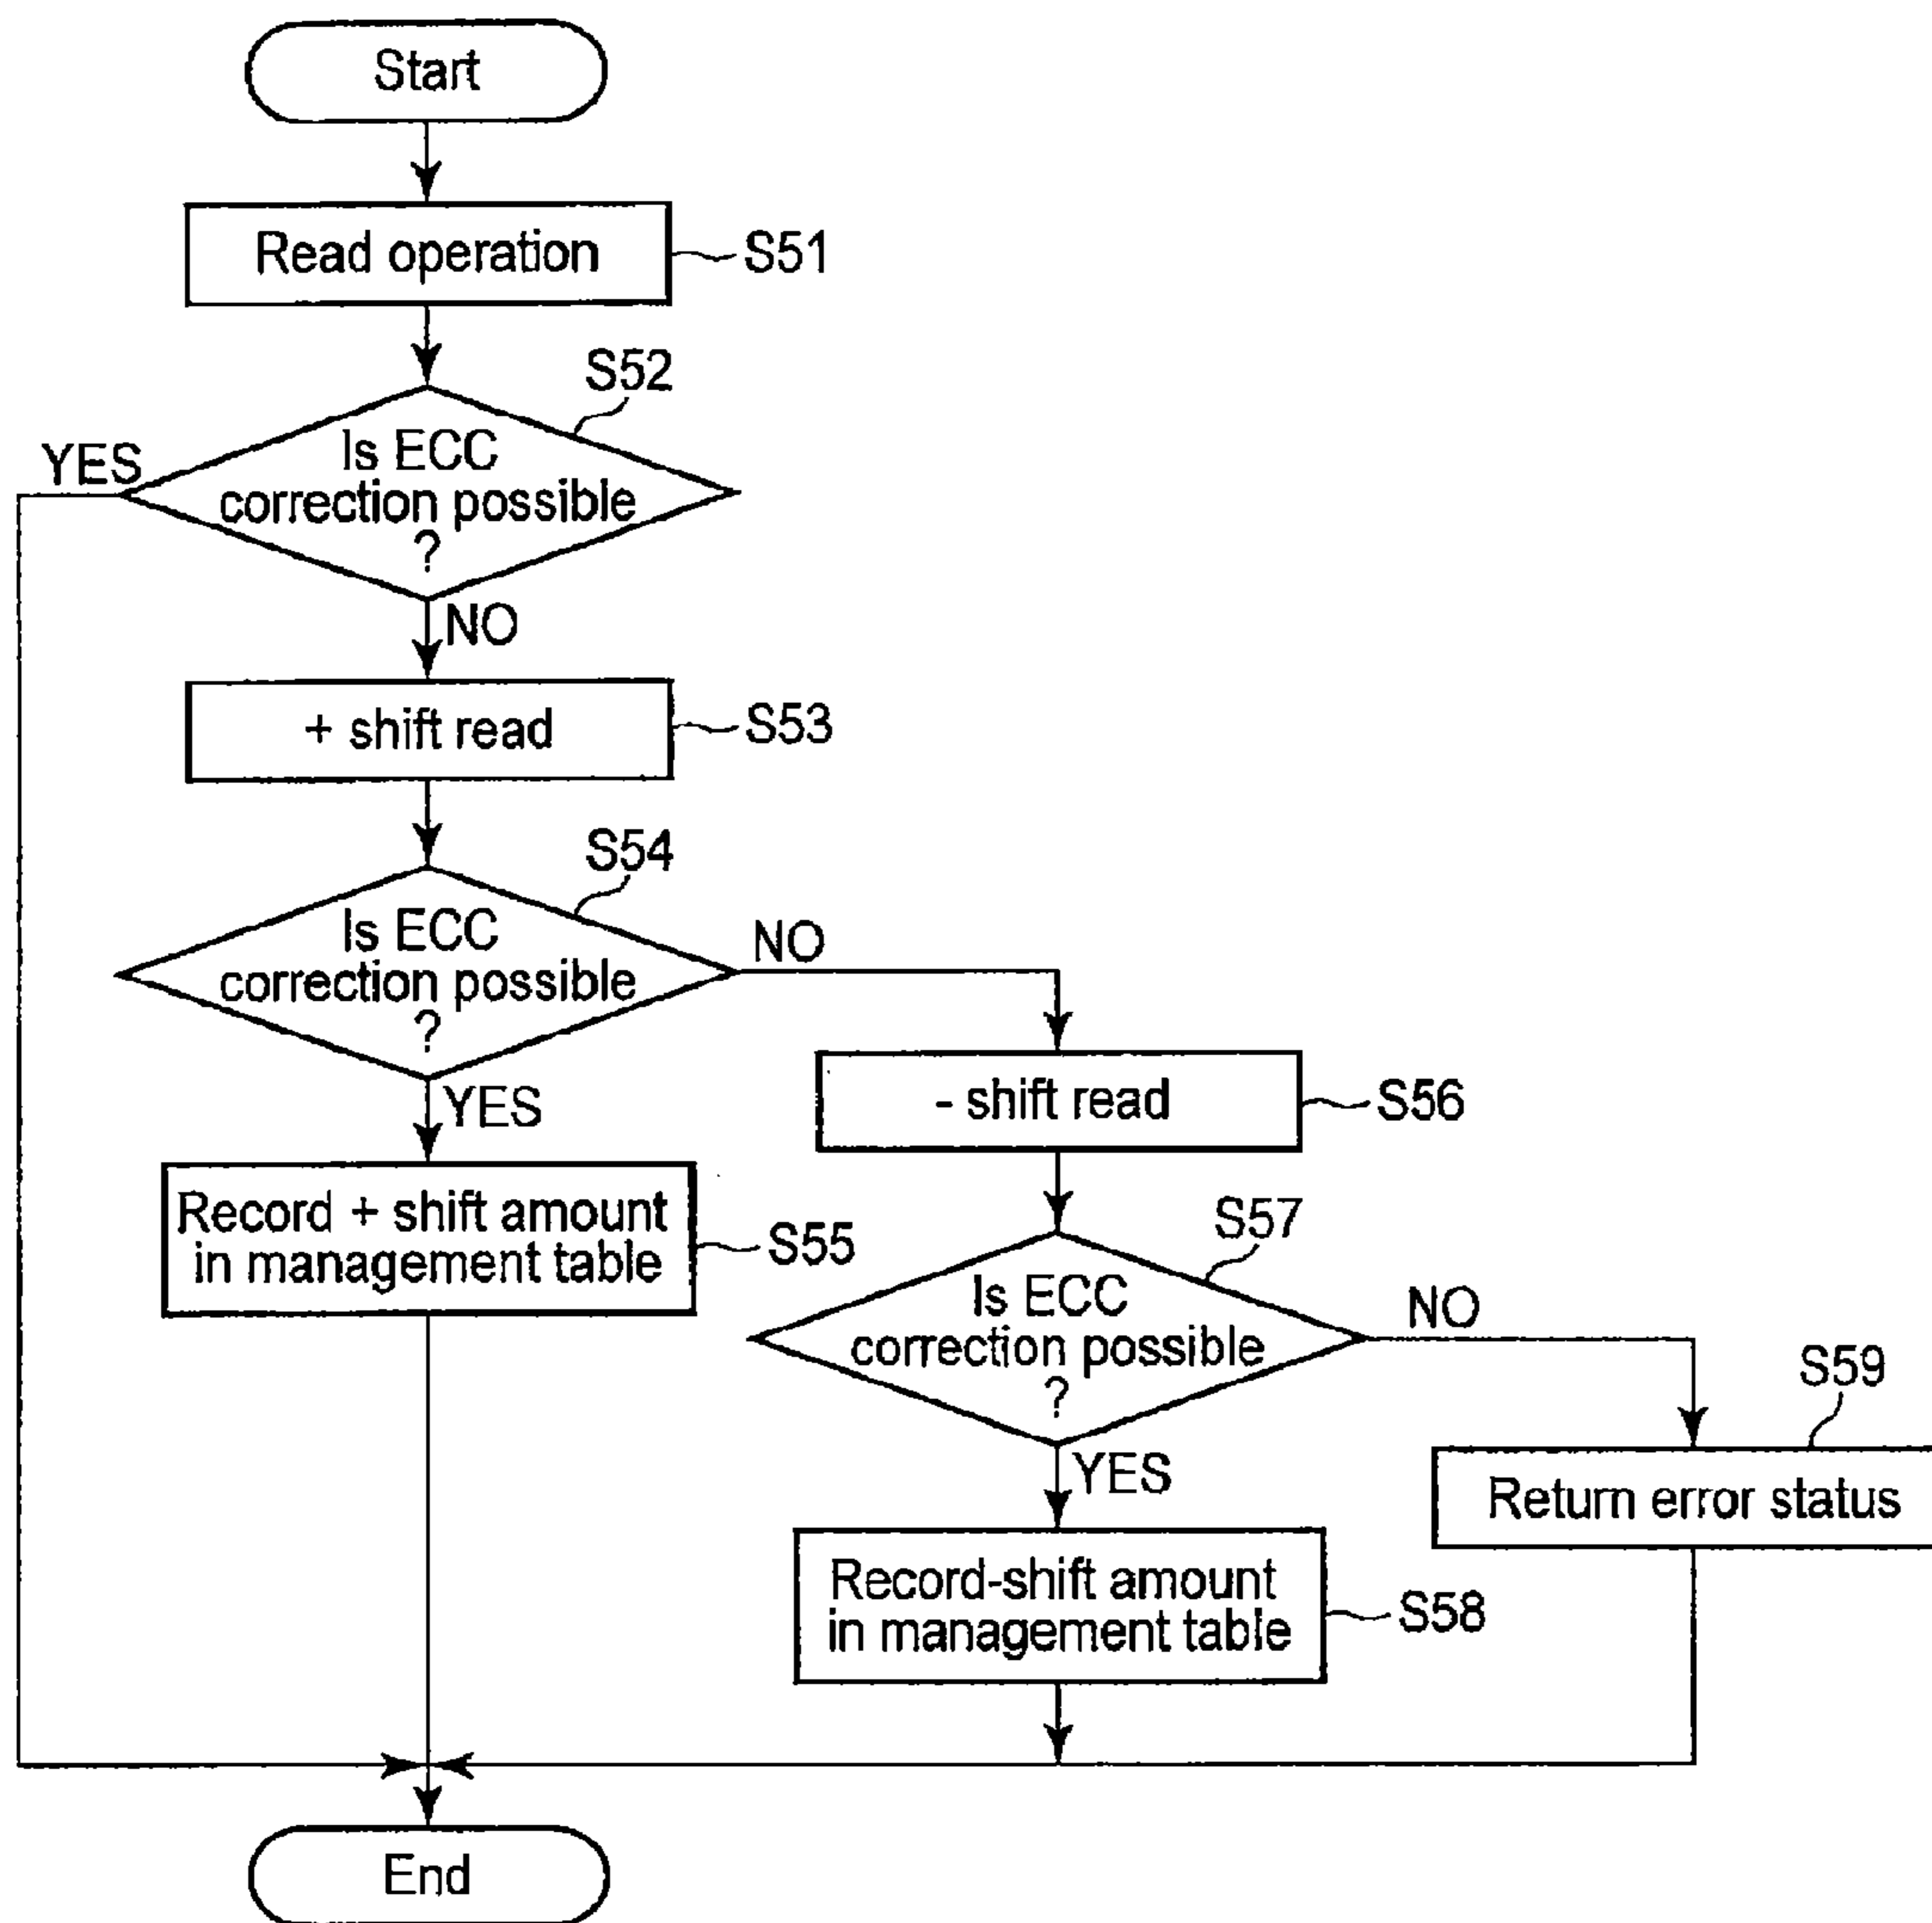 Start
Read operation
S51
S52
Is ECC
correction possible
?
YES
NO
+ shift read
S53
S54
Is ECC
correction possible
?
NO
YES
- shift read
S56
Record + shift amount
in management table
S55
S57
Is ECC
correction possible
?
NO
YES
S59
Return error status
Record-shift amount
in management table
S58
End